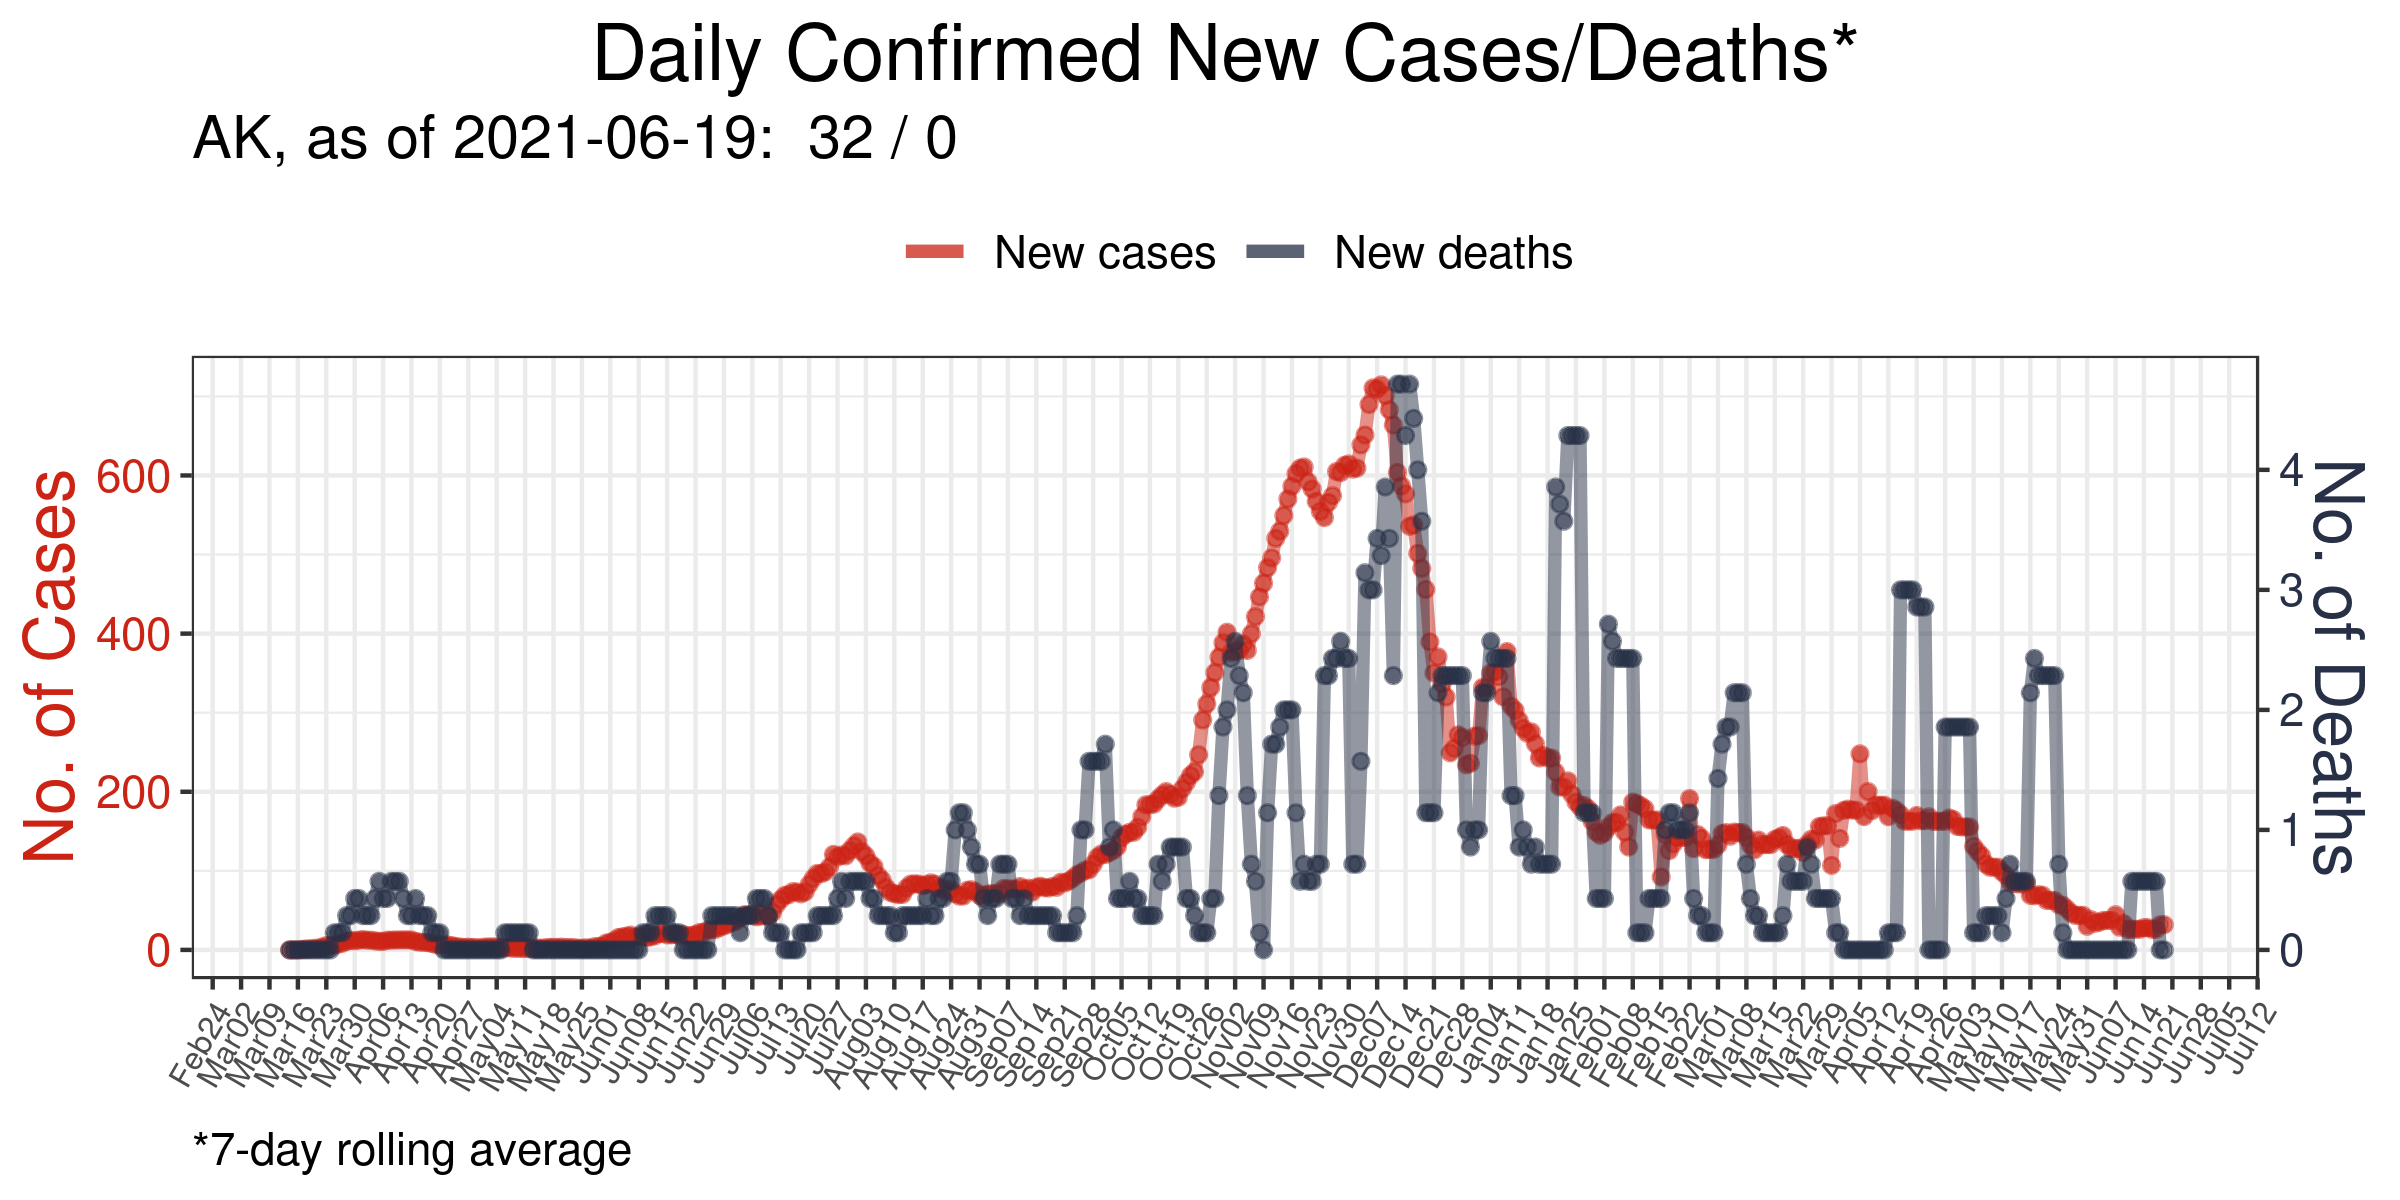 Daily Confirmed New Cases/Deaths*
AK, as of 2021-06-19: 32 / 0
New cases
New deaths
No. of Cases
600
400
200
0
4
3
2
1
0
No. of Deaths
Feb24
Mar02
Mar09
Mar16
Mar23
Mar30
Apr06
Apr13
Apr20
Apr27
May04
May11
May18
May25
Jun01
Jun08
Jun15
Jun22
Jun29
Jul06
Jul13
Jul20
Jul27
Aug03
Aug10
Aug17
Aug24
Aug31
Sep07
Sep14
Sep21
Sep28
Oct05
Oct12
Oct19
Oct26
Nov02
Nov09
Nov16
Nov23
Nov30
Dec07
Dec14
Dec21
Dec28
Jan04
Jan11
Jan18
Jan25
Feb01
Feb08
Feb15
Feb22
Mar01
Mar08
Mar15
Mar22
Mar29
Apr05
Apr12
Apr19
Apr26
May03
May10
May17
May24
May31
Jun07
Jun14
Jun21
Jun28
Jul05
Jul12
*7-day rolling average